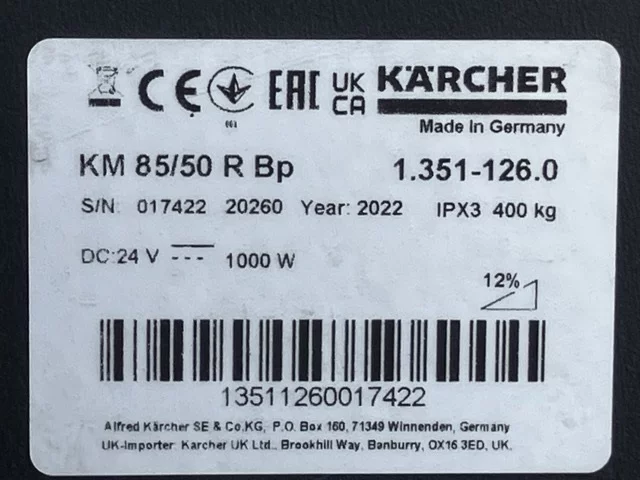 CE EAC UK CA KÄRCHER
Made In Germany
KM 85/50 R Bp 1.351-126.0
S/N 017422 20260 Year: 2022 IPX3 400 kg
DC:24 V 1000 W
12%
13511260017422
Alfred Kärcher SE & Co.KG, P.O. Box 160, 71349 Winnenden, Germany
UK-Importer: Karcher UK Ltd., Brookhill Way, Banburry, OX16 3ED, UK.